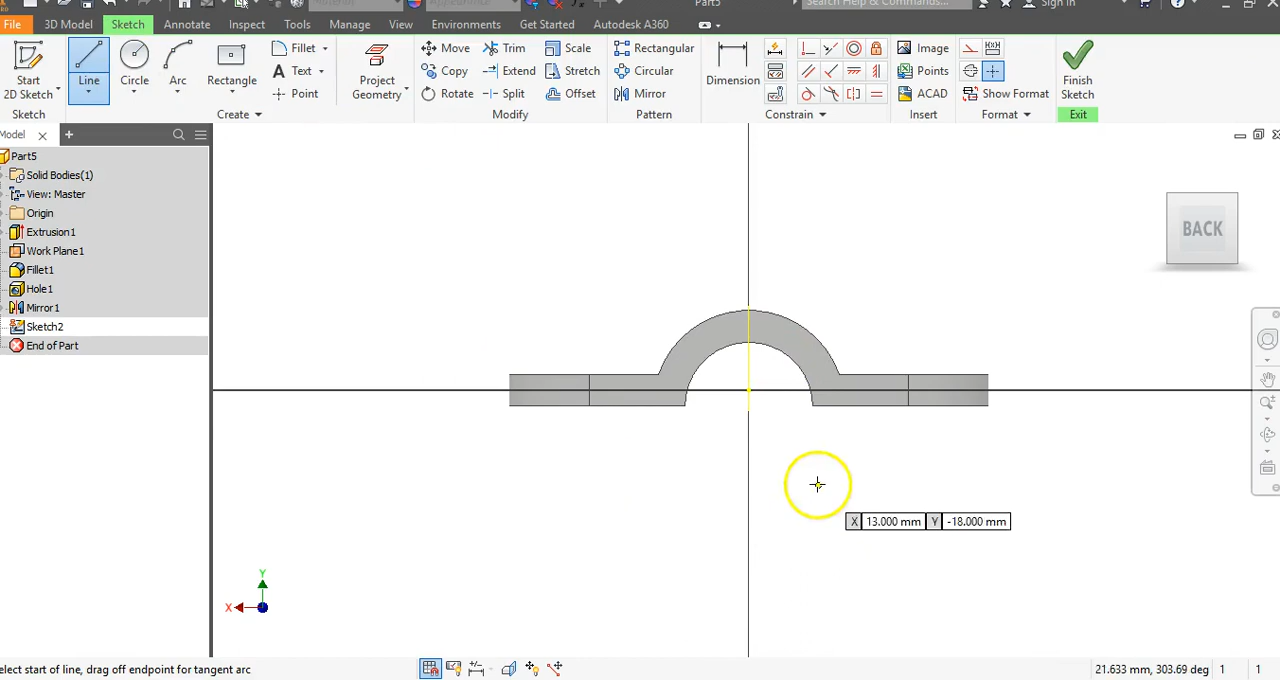 Part5
Search Help & Commands...
Sign In
File
3D Model
Sketch
Annotate
Inspect
Tools
Manage
View
Environments
Get Started
Autodesk A360
Start
2D Sketch
Line
Circle
Arc
Rectangle
Fillet
Text
Point
Project
Geometry
Move
Copy
Rotate
Trim
Extend
Split
Scale
Stretch
Offset
Rectangular
Circular
Mirror
Dimension
Image
Points
ACAD
Show Format
Finish
Sketch
Sketch
Create
Modify
Pattern
Constrain
Insert
Format
Exit
Model
Part5
Solid Bodies(1)
View: Master
Origin
Extrusion1
Work Plane1
Fillet1
Hole1
Mirror1
Sketch2
End of Part
BACK
X 13.000 mm Y -18.000 mm
Y
X
elect start of line, drag off endpoint for tangent arc
21.633 mm, 303.69 deg
1
1